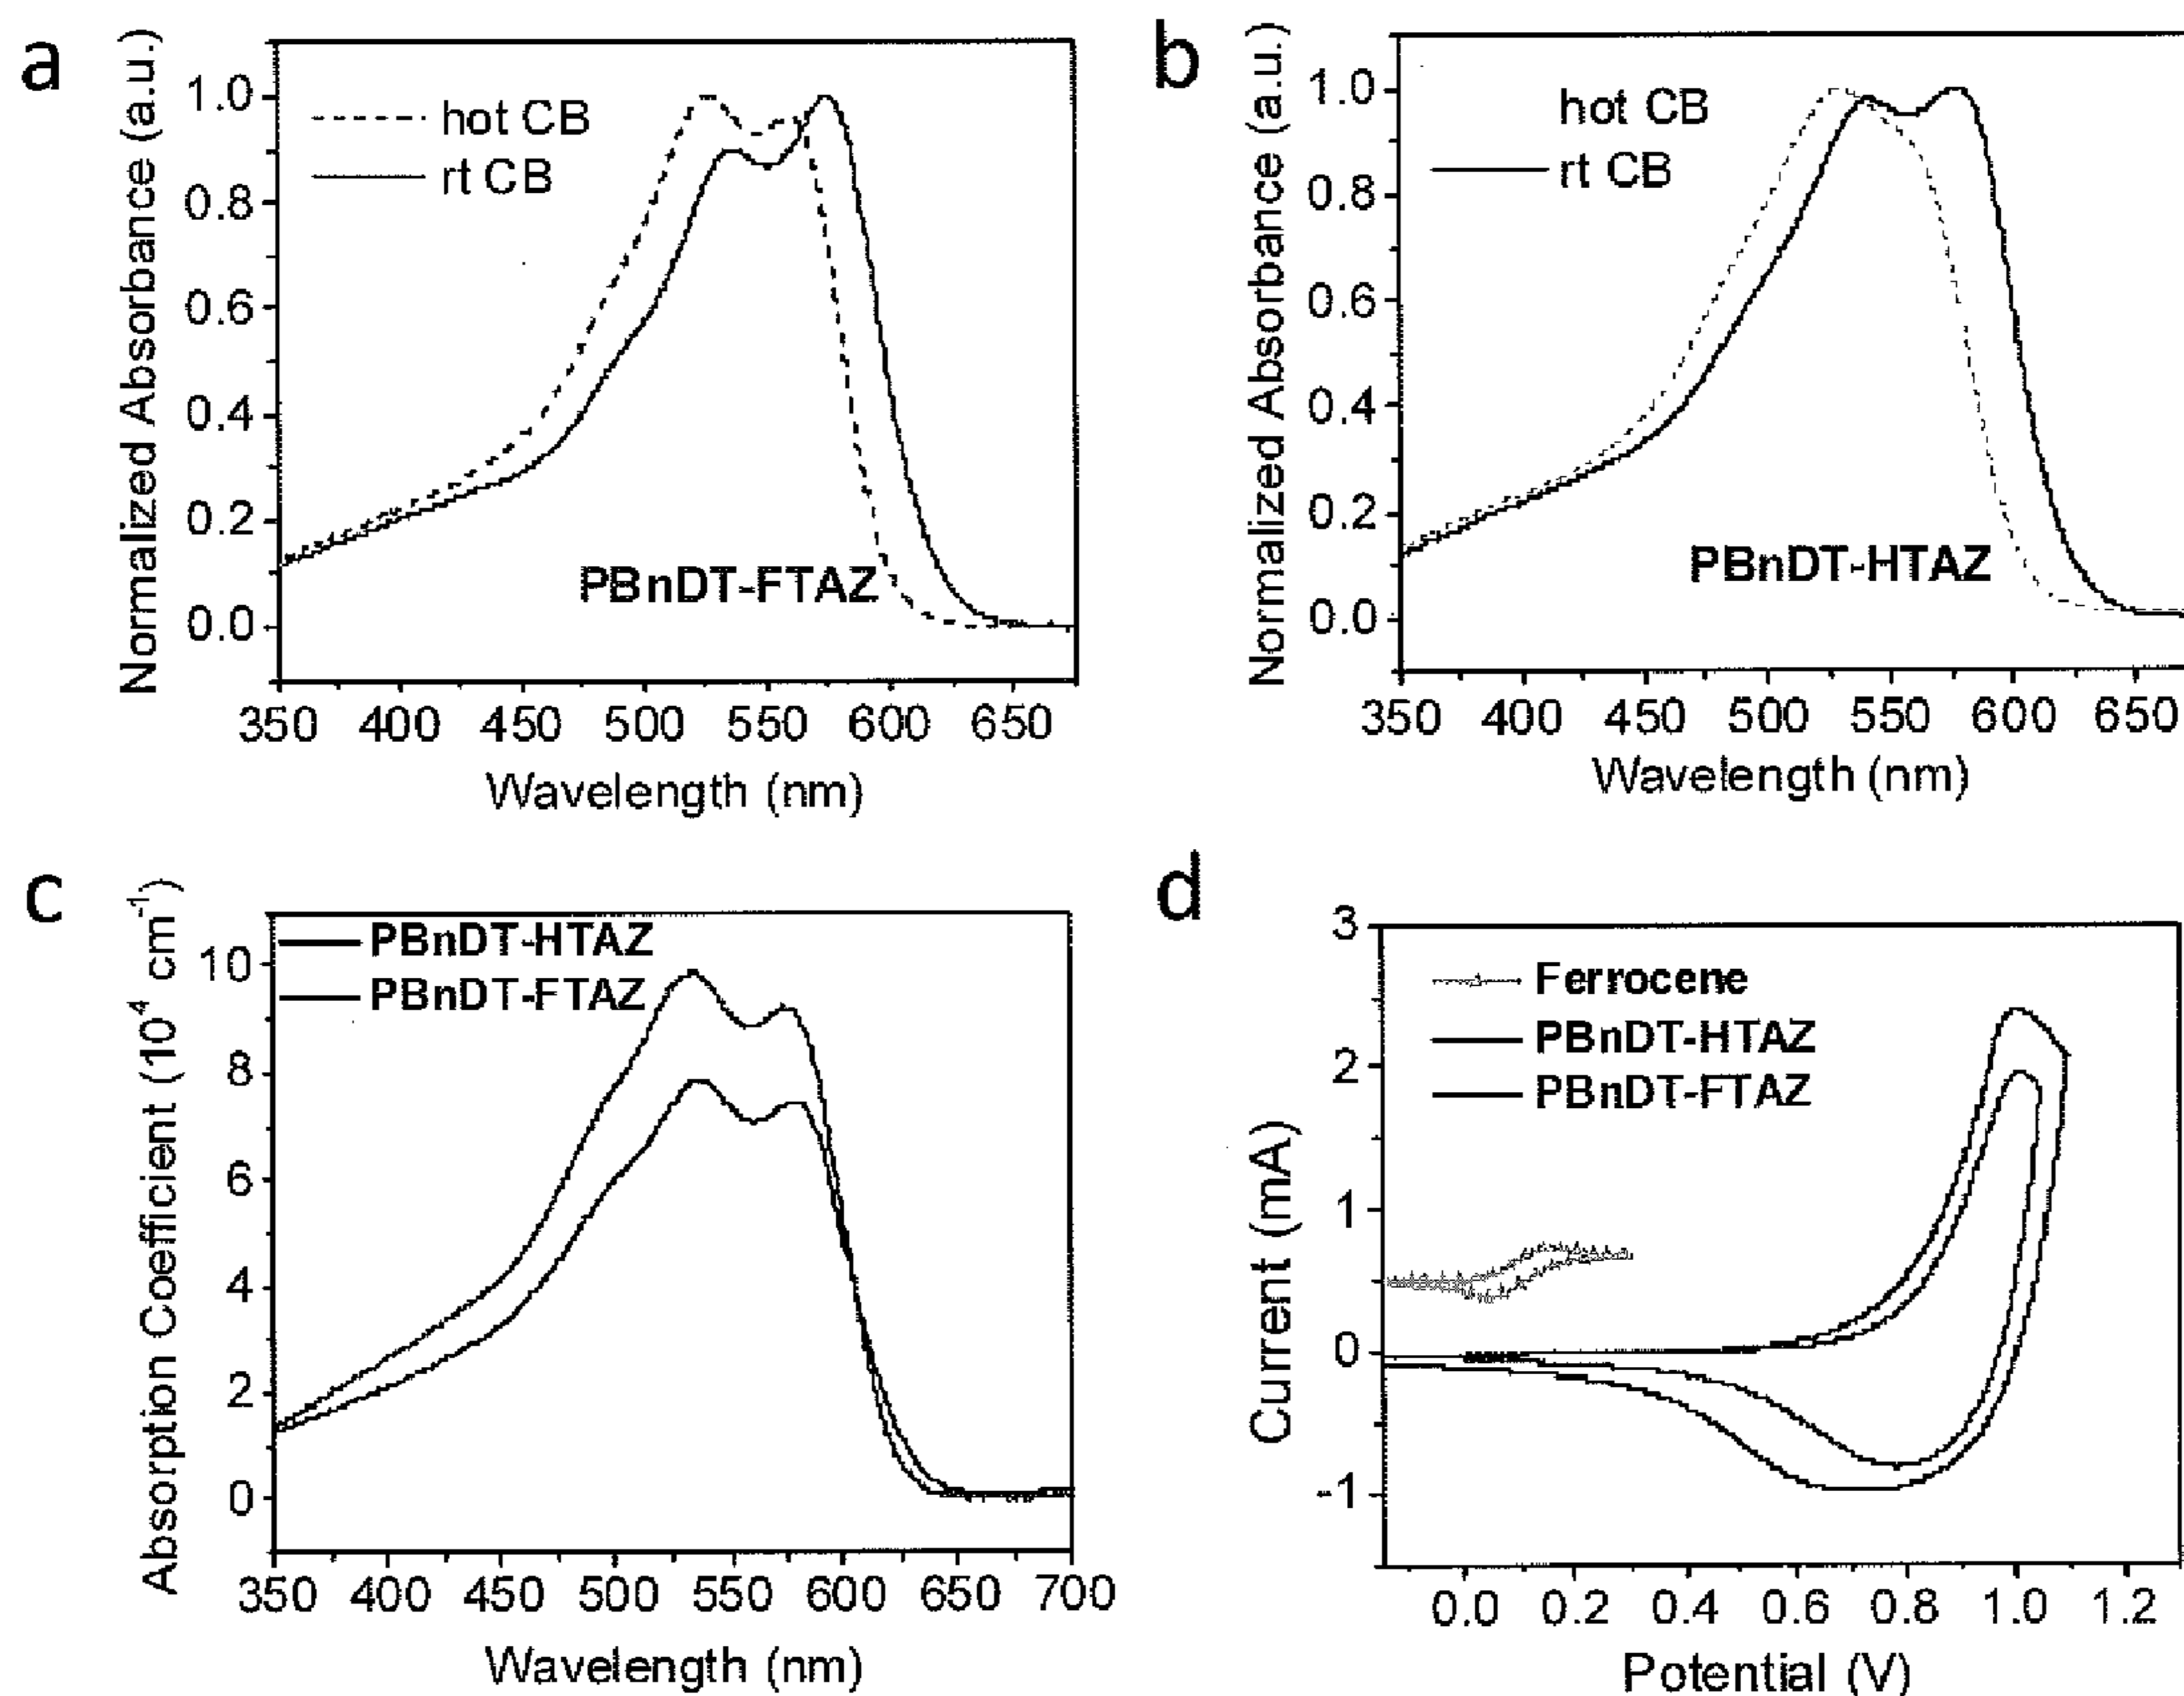 a
Normalized Absorbance (a.u.)
1.0
0.8
0.6
0.4
0.2
0.0
hot CB
rt CB
PBnDT-FTAZ
350 400 450 500 550 600 650
Wavelength (nm)
b
Normalized Absorbance (a.u.)
1.0
0.8
0.6
0.4
0.2
0.0
hot CB
rt CB
PBnDT-HTAZ
350 400 450 500 550 600 650
Wavelength (nm)
c
Absorption Coefficient (10⁴ cm⁻¹)
10
8
6
4
2
0
PBnDT-HTAZ
PBnDT-FTAZ
350 400 450 500 550 600 650 700
Wavelength (nm)
d
Current (mA)
3
2
1
0
-1
Ferrocene
PBnDT-HTAZ
PBnDT-FTAZ
0.0 0.2 0.4 0.6 0.8 1.0 1.2
Potential (V)